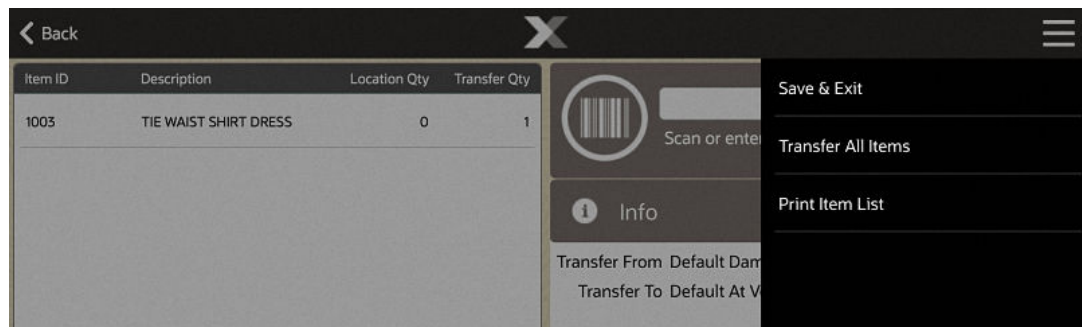 Back
Item ID Description Location Qty Transfer Qty
1003 TIE WAIST SHIRT DRESS 0 1
Scan or enter
Info
Transfer From Default Dam
Transfer To Default At V
Save & Exit
Transfer All Items
Print Item List